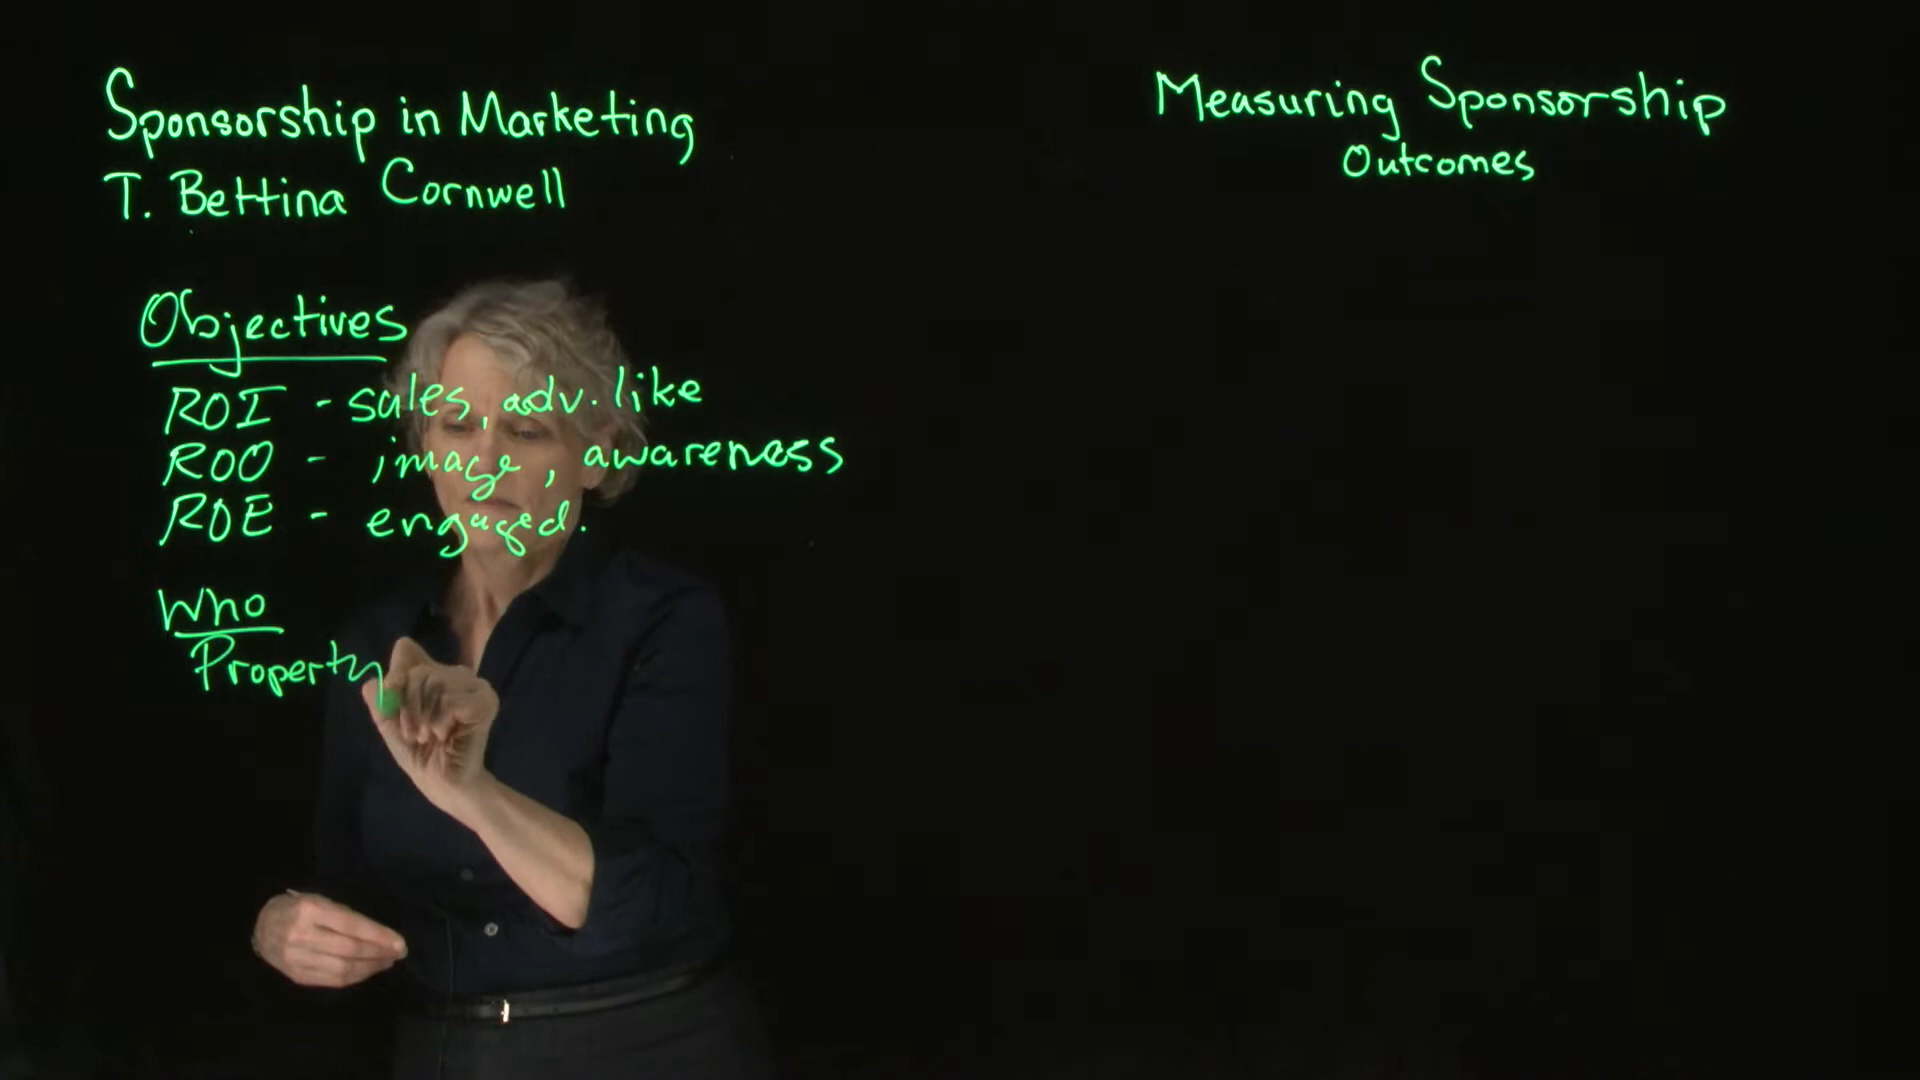 Sponsorship in Marketing
T. Bettina Cornwell
Measuring Sponsorship
Outcomes
Objectives
ROI - sales, adv. like
ROO - image, awareness
ROE - engaged.
Who
Property